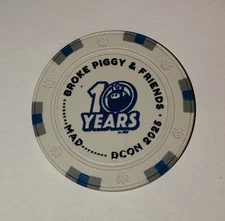 BROKE PIGGY & FRIENDS
10
YEARS
MAD......... DCON 2025